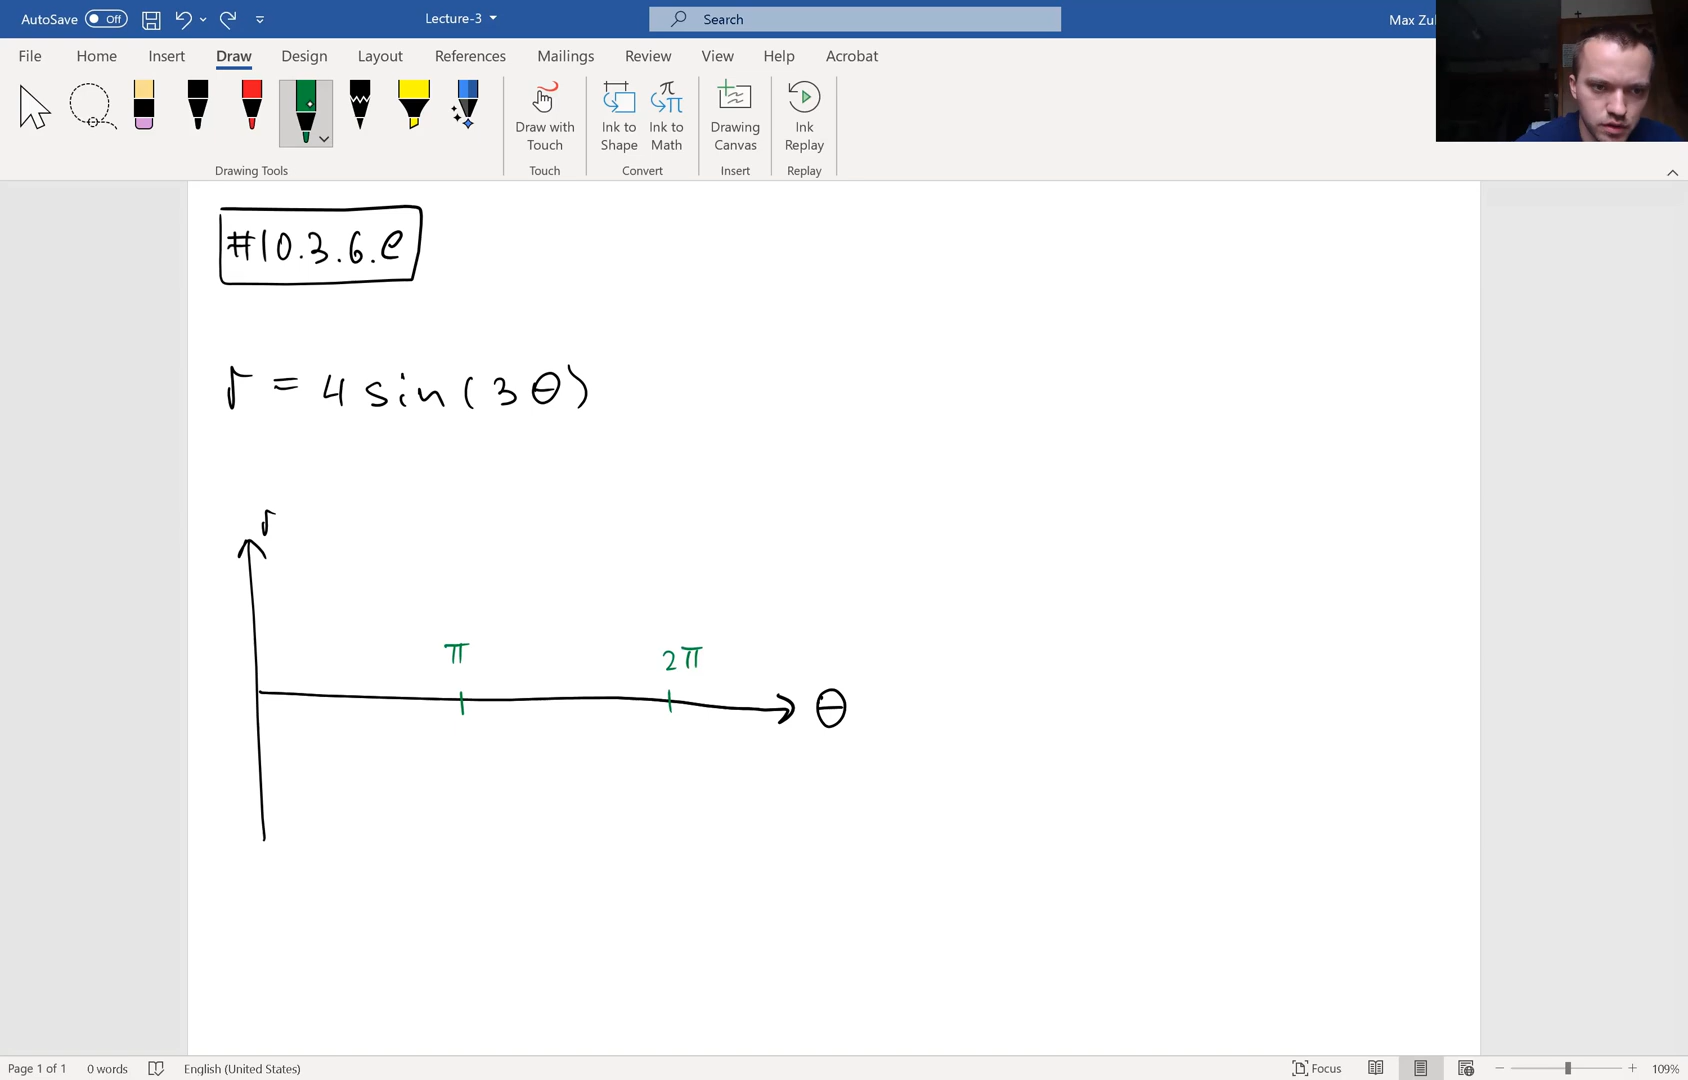 AutoSave Off Lecture-3 Search Max Zul
File Home Insert Draw Design Layout References Mailings Review View Help Acrobat
Draw with Touch
Ink to Shape
Ink to Math
Drawing Canvas
Ink Replay
Drawing Tools Touch Convert Insert Replay
#10.3.6.e
r = 4 sin(3θ)
r
π 2π
θ
Page 1 of 1 0 words English (United States) Focus 109%